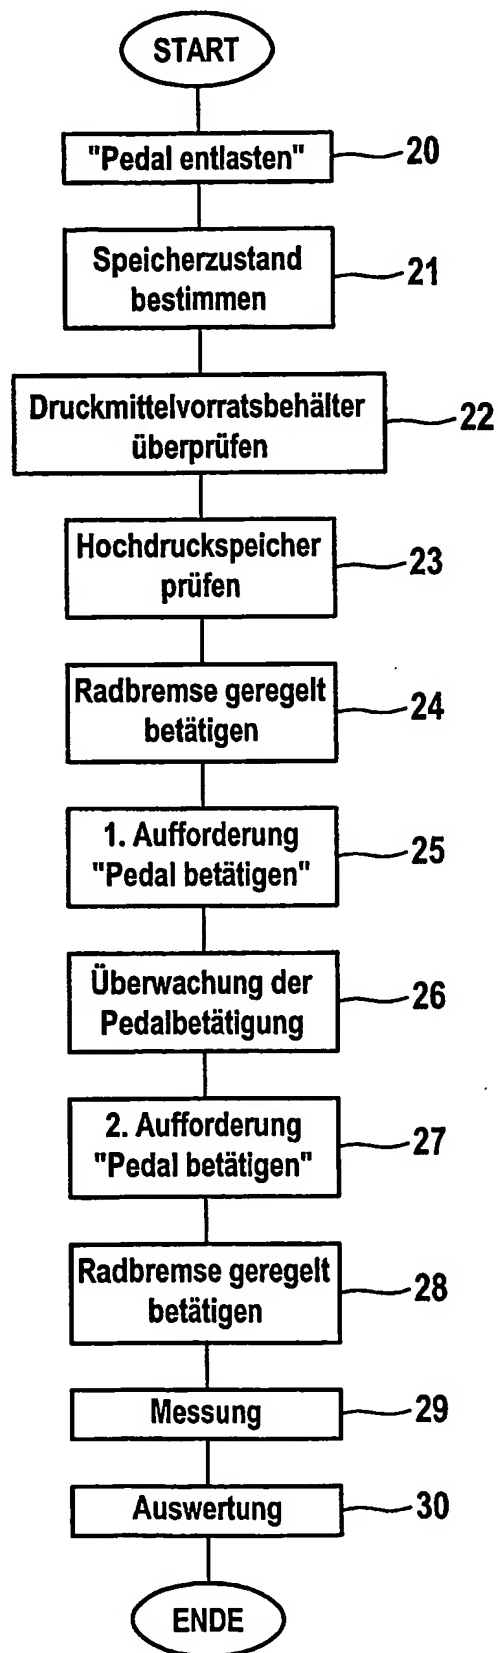 START
"Pedal entlasten" 20
Speicherzustand
bestimmen
21
Druckmittelvorratsbehälter
überprüfen
22
Hochdruckspeicher
prüfen
23
Radbremse geregelt
betätigen
24
1. Aufforderung
"Pedal betätigen"
25
Überwachung der
Pedalbetätigung
26
2. Aufforderung
"Pedal betätigen"
27
Radbremse geregelt
betätigen
28
Messung 29
Auswertung 30
ENDE